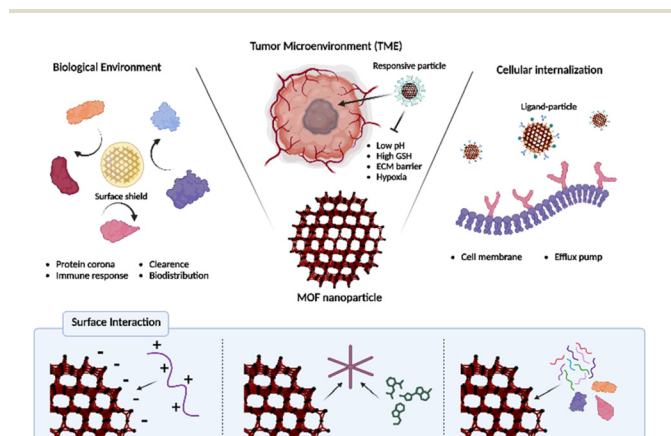 Tumor Microenvironment (TME)
Biological Environment
Responsive particle
Cellular internalization
Ligand-particle
• Low pH
• High GSH
• ECM barrier
• Hypoxia
Surface shield
• Protein corona • Clearence
• Immune response • Biodistribution
• Cell membrane • Efflux pump
MOF nanoparticle
Surface Interaction